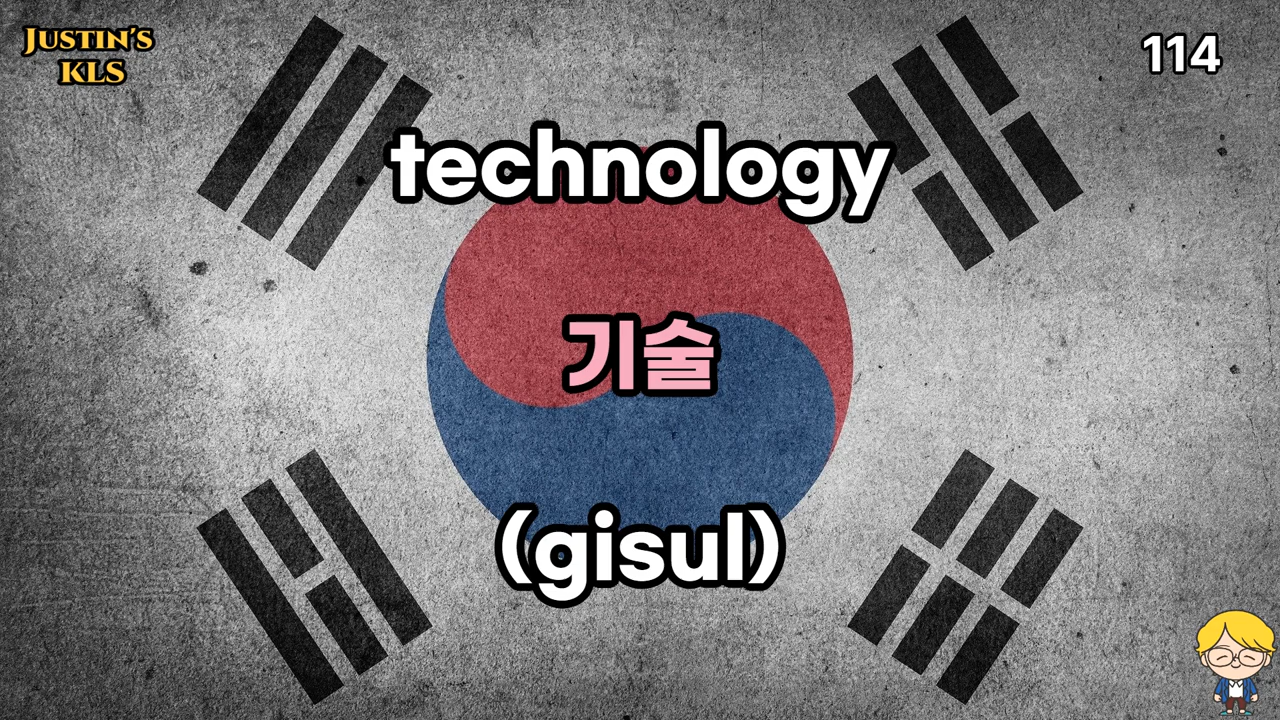 JUSTIN'S
KLS
114
technology
기술
(gisul)